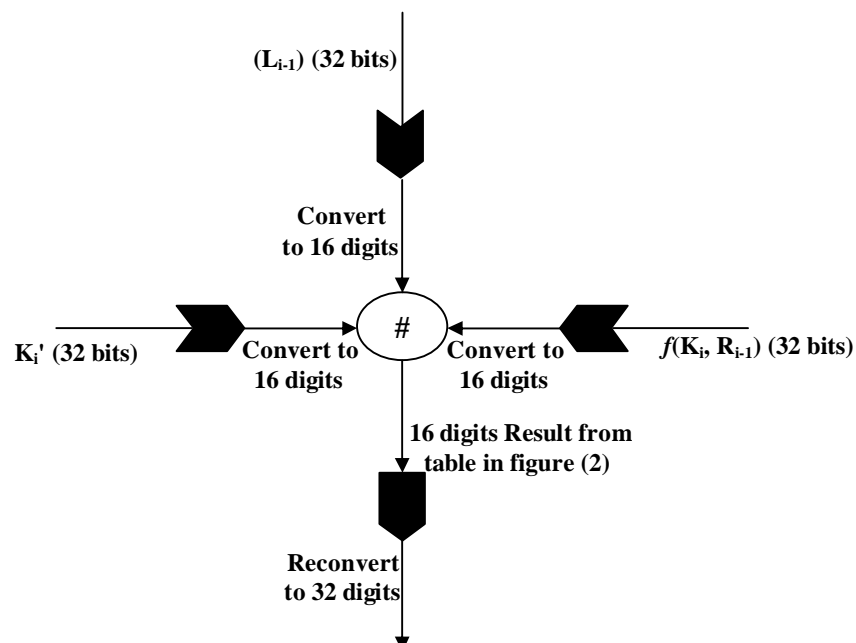 (Li-1) (32 bits)
Convert
to 16 digits
#
Ki' (32 bits)
Convert to
16 digits
Convert to
16 digits
f(Ki, Ri-1) (32 bits)
16 digits Result from
table in figure (2)
Reconvert
to 32 digits